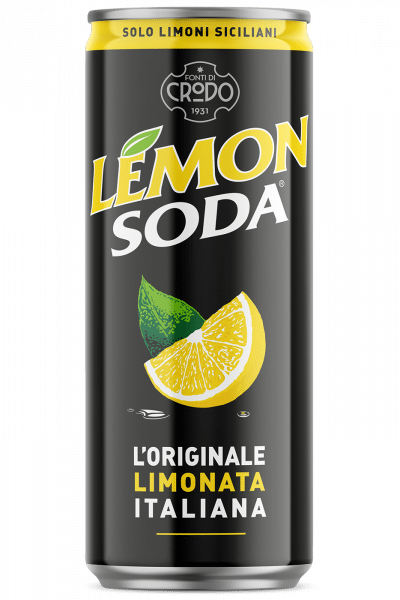 SOLO LIMONI SICILIANI
FONTI DI
CRODO
1931
LEMON
SODA®
L'ORIGINALE
LIMONATA
ITALIANA